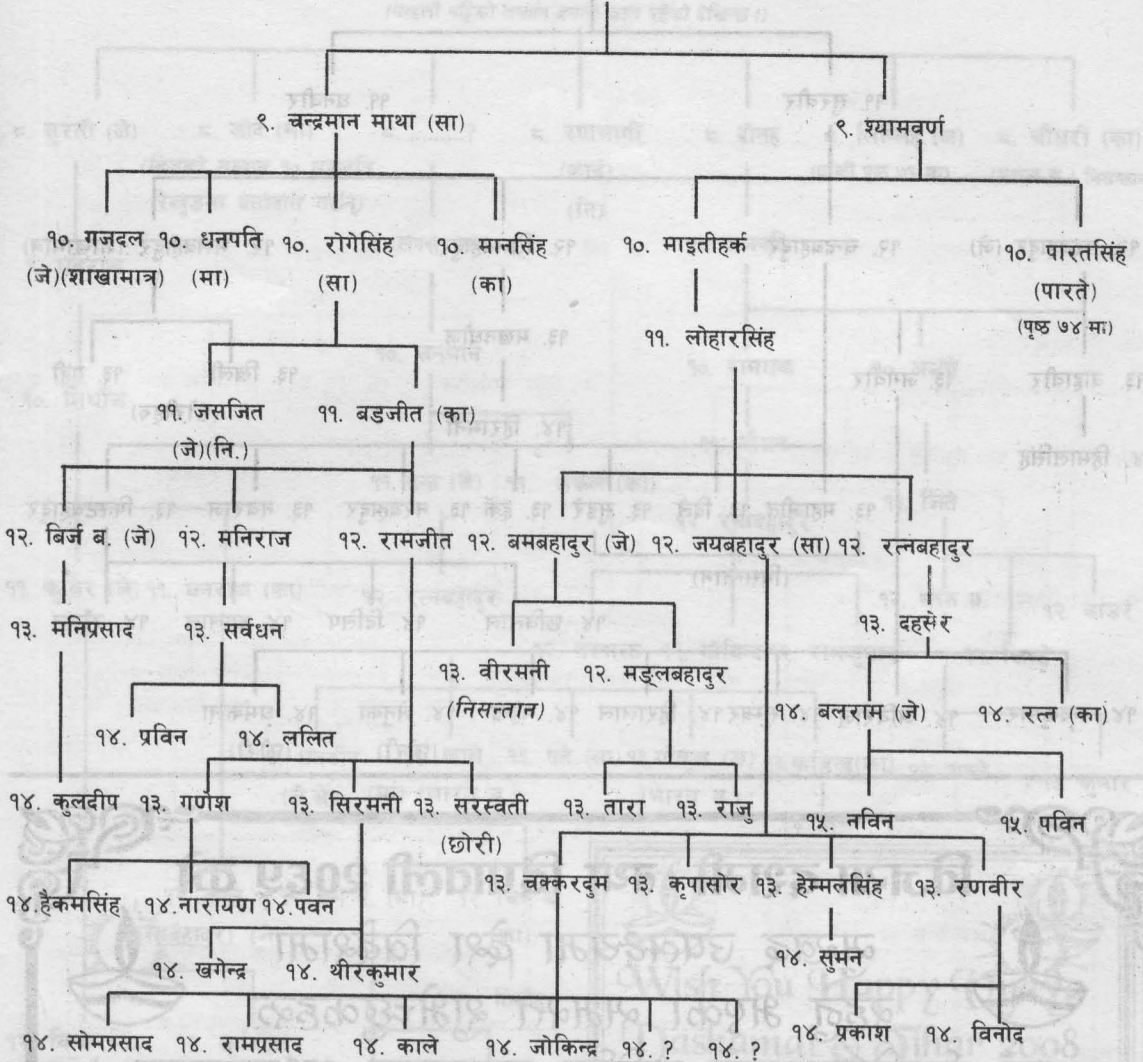 ९. चन्द्रमान माथा (सा) ९. श्यामवर्ण
१०. गजदल १०. धनपति १०. रोगेसिंह १०. मानसिंह १०. माइतीहर्क १०. पारतसिंह
(जे)(शाखामात्र) (मा) (सा) (का) (पारते)
(पृष्ठ ७४ मा)
११. लोहारसिंह
११. जसजित ११. बडजीत (का)
(जे)(नि.)
१२. बिर्ज ब. (जे) १२. मनिराज १२. रामजीत १२. बमबहादुर (जे) १२. जयबहादुर (सा) १२. रत्नबहादुर
१३. मनिप्रसाद १३. सर्वधन १३. दहसेर
१३. वीरमनी १२. मङ्लबहादुर
(निसन्तान)
१४. प्रविन १४. ललित १४. बलराम (जे) १४. रत्न (का)
१४. कुलदीप १३. गणेश १३ सिरमनी १३ सरस्वती १३. तारा १३. राजु १५. नविन १५. पविन
(छोरी)
१३. चक्करदुम १३. कृपासोर १३. हेम्मलसिंह १३. रणवीर
१४.हैकमसिंह १४.नारायण १४.पवन
१४. खगेन्द्र १४. थीरकुमार १४. सुमन
१४. सोमप्रसाद १४. रामप्रसाद १४. काले १४. जोकिन्द्र १४. ? १४. ? १४. प्रकाश १४. विनोद